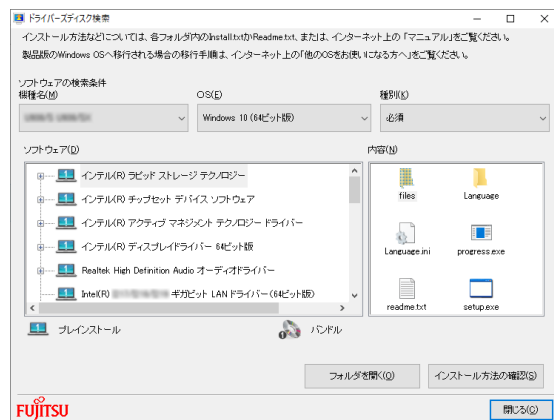 ドライバーズディスク検索
インストール方法などについては、各フォルダ内のInstall.txtかReadme.txt、または、インターネット上の「マニュアル」をご覧ください。
製品版のWindows OSへ移行される場合の移行手順は、インターネット上の「他のOSをお使いになる方へ」をご覧ください。
ソフトウェアの検索条件
機種名(M)
OS(E)
種別(K)
Windows 10 (64ビット版)
必須
ソフトウェア(D)
内容(N)
インテル(R) ラピッド ストレージ テクノロジー
インテル(R) チップセット デバイス ソフトウェア
インテル(R) アクティブ マネジメント テクノロジー ドライバー
インテル(R) ディスプレイドライバー 64ビット版
Realtek High Definition Audio オーディオドライバー
Intel(R) ギガビット LAN ドライバー(64ビット版)
files
Language
Language.ini
progress.exe
readme.txt
setup.exe
プレインストール
バンドル
フォルダを開く(O)
インストール方法の確認(S)
FUJITSU
閉じる(C)